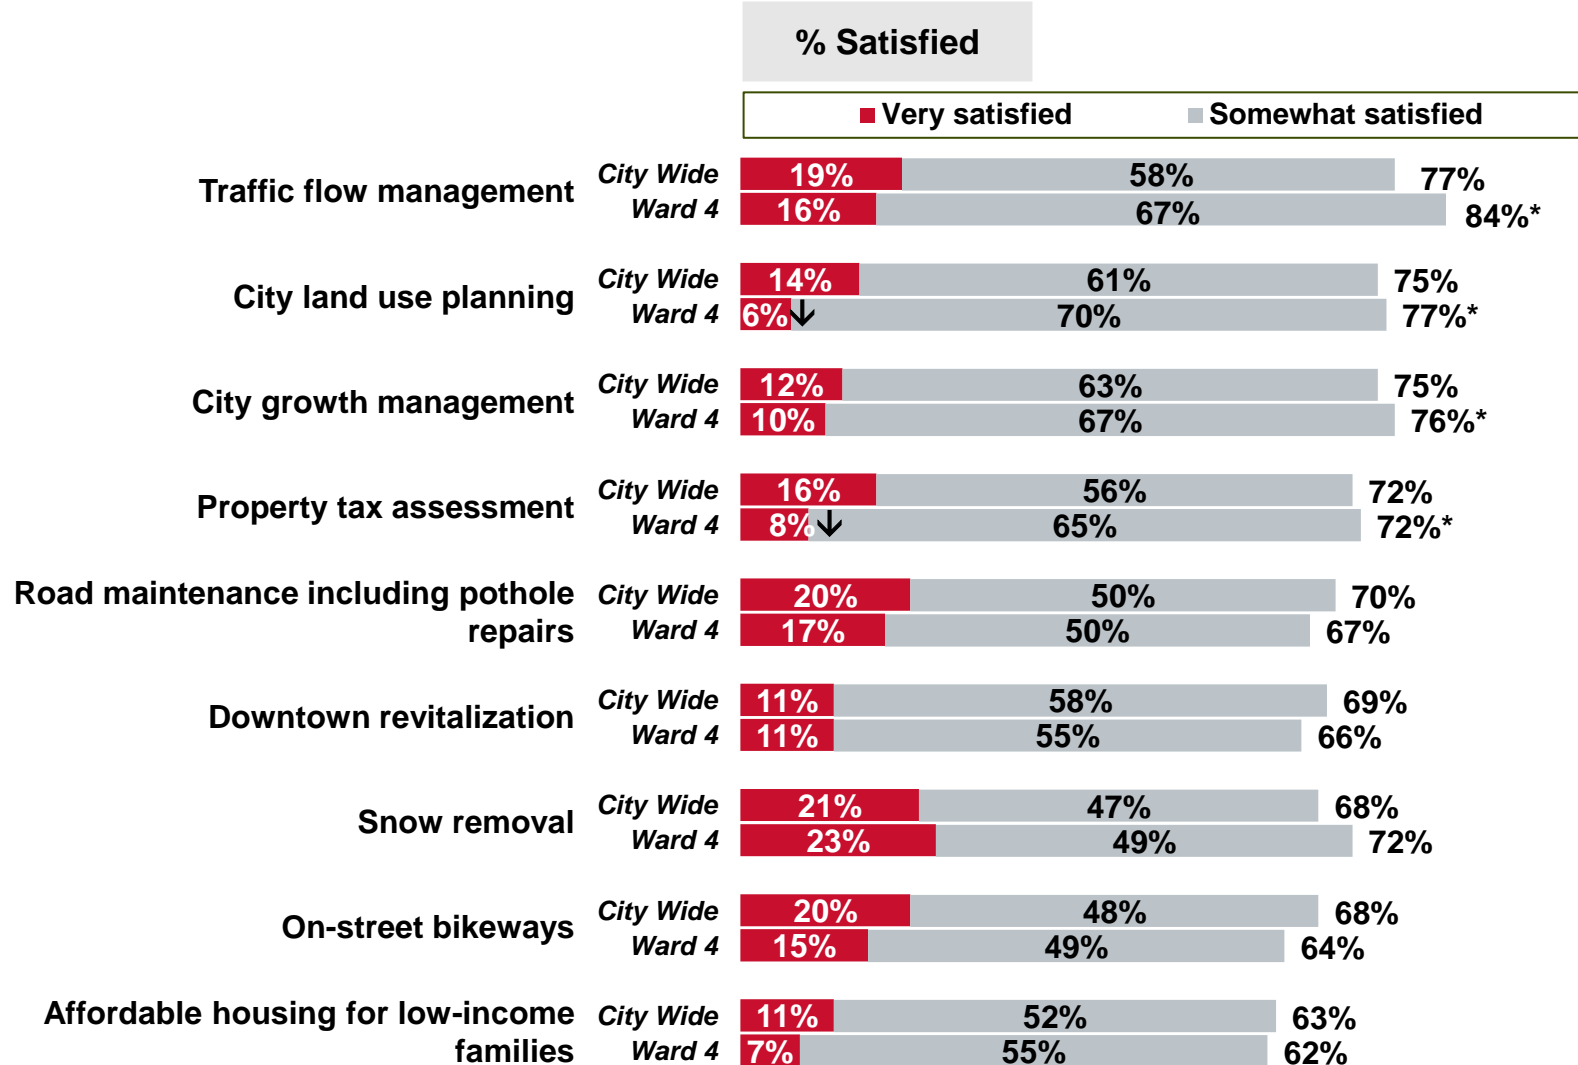 % Satisfied
Very satisfied Somewhat satisfied
Traffic flow management
City Wide 19% 58% 77%
Ward 4 16% 67% 84%*
City land use planning
City Wide 14% 61% 75%
Ward 4 6% 70% 77%*
City growth management
City Wide 12% 63% 75%
Ward 4 10% 67% 76%*
Property tax assessment
City Wide 16% 56% 72%
Ward 4 8% 65% 72%*
Road maintenance including pothole
repairs
City Wide 20% 50% 70%
Ward 4 17% 50% 67%
Downtown revitalization
City Wide 11% 58% 69%
Ward 4 11% 55% 66%
Snow removal
City Wide 21% 47% 68%
Ward 4 23% 49% 72%
On-street bikeways
City Wide 20% 48% 68%
Ward 4 15% 49% 64%
Affordable housing for low-income
families
City Wide 11% 52% 63%
Ward 4 7% 55% 62%